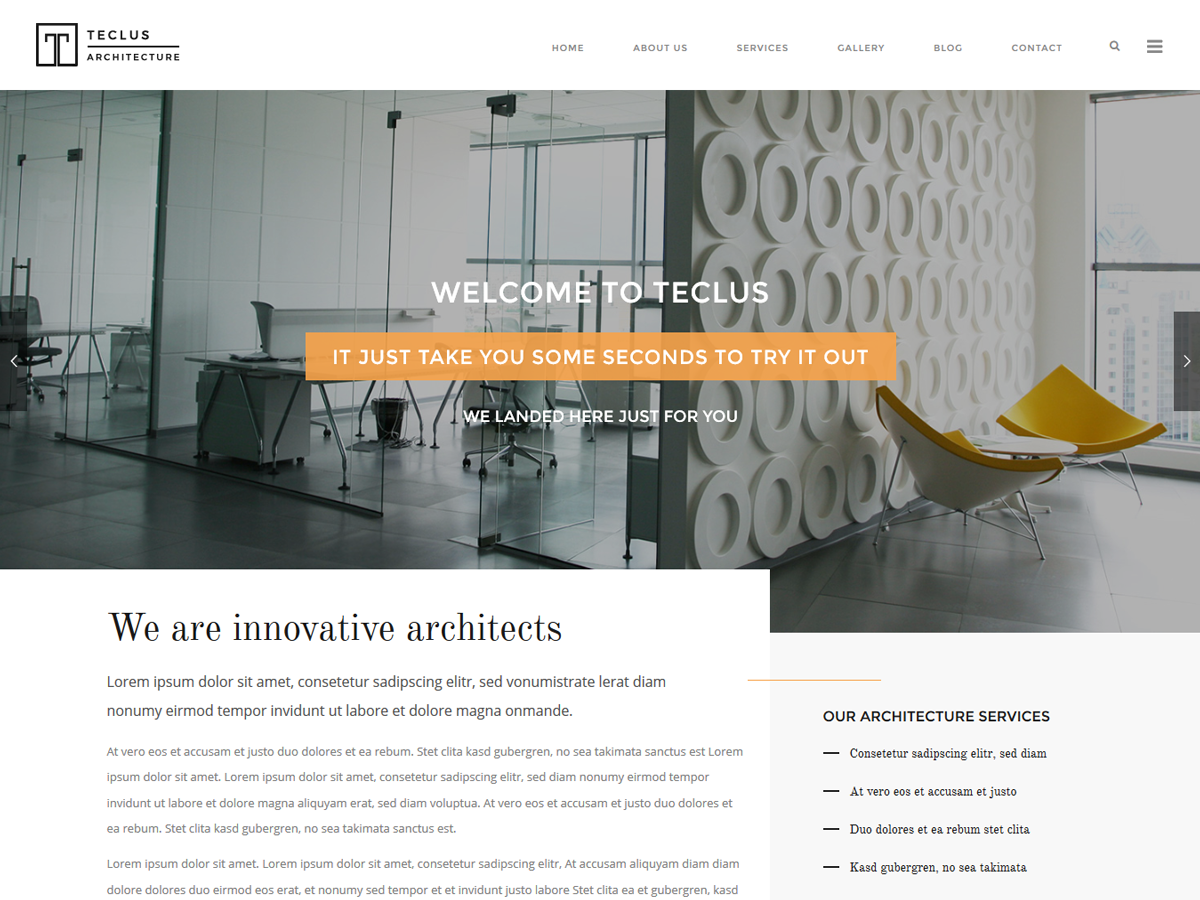 TECLUS
ARCHITECTURE
HOME ABOUT US SERVICES GALLERY BLOG CONTACT
WELCOME TO TECLUS
IT JUST TAKE YOU SOME SECONDS TO TRY IT OUT
WE LANDED HERE JUST FOR YOU
We are innovative architects
Lorem ipsum dolor sit amet, consetetur sadipscing elitr, sed vonumistrate lerat diam
nonumy eirmod tempor invidunt ut labore et dolore magna onmande.
At vero eos et accusam et justo duo dolores et ea rebum. Stet clita kasd gubergren, no sea takimata sanctus est Lorem
ipsum dolor sit amet. Lorem ipsum dolor sit amet, consetetur sadipscing elitr, sed diam nonumy eirmod tempor
invidunt ut labore et dolore magna aliquyam erat, sed diam voluptua. At vero eos et accusam et justo duo dolores et
ea rebum. Stet clita kasd gubergren, no sea takimata sanctus est.
Lorem ipsum dolor sit amet. Lorem ipsum dolor sit amet, consetetur sadipscing elitr, At accusam aliquyam diam diam
dolore dolores duo eirmod eos erat, et nonumy sed tempor et et invidunt justo labore Stet clita ea et gubergren, kasd
OUR ARCHITECTURE SERVICES
Consetetur sadipscing elitr, sed diam
At vero eos et accusam et justo
Duo dolores et ea rebum stet clita
Kasd gubergren, no sea takimata